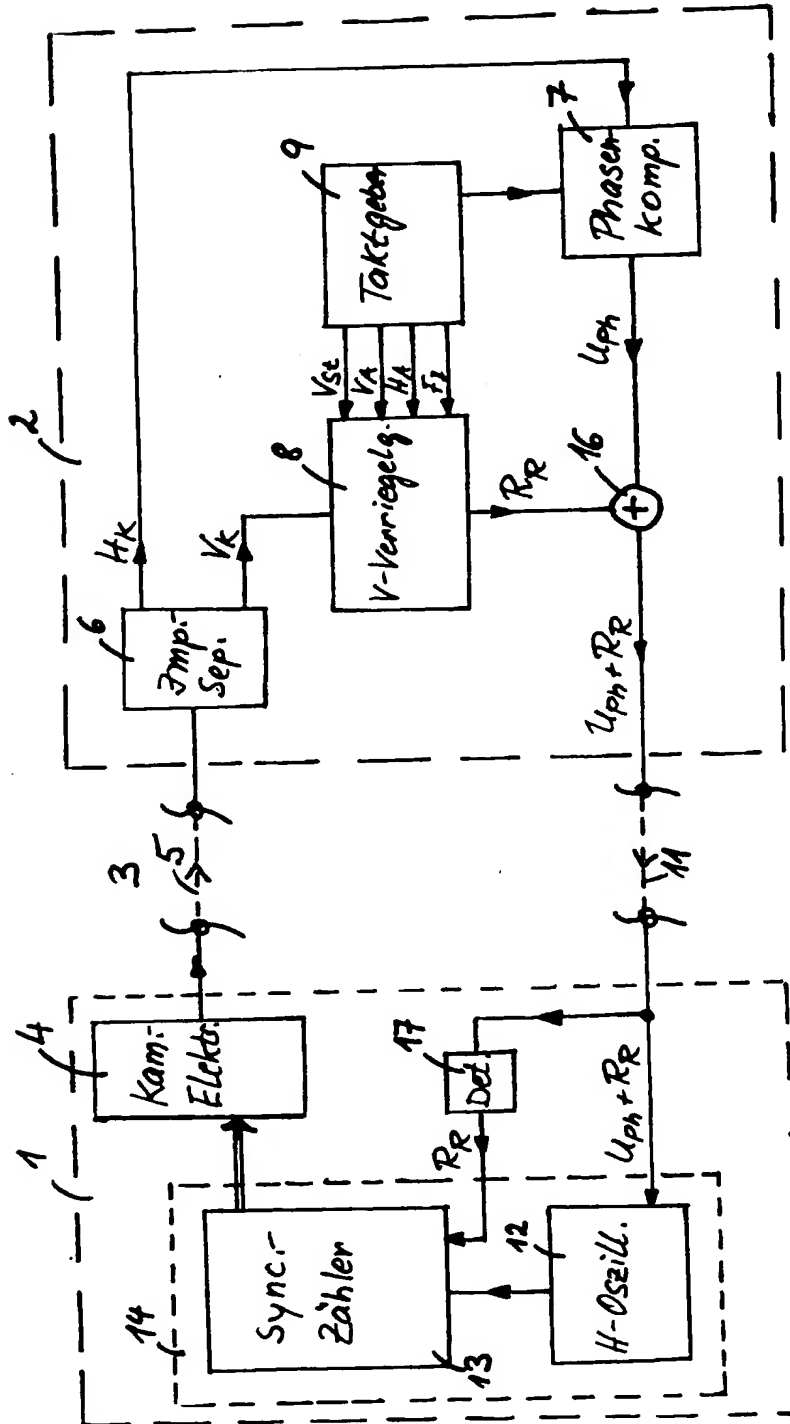 1
2
3
4
Kam.-
Elektr.
5
6
Imp.-
Sep.
HK
VK
8
V-Verriegelg.
9
Taktgeber
VSt
VA
HA
Fz
7
Phasen
komp.
Uph
RR
16
+
Uph + RR
11
Uph + RR
17
Det.
RR
14
Sync.-
Zähler
13
12
H-Oszill.